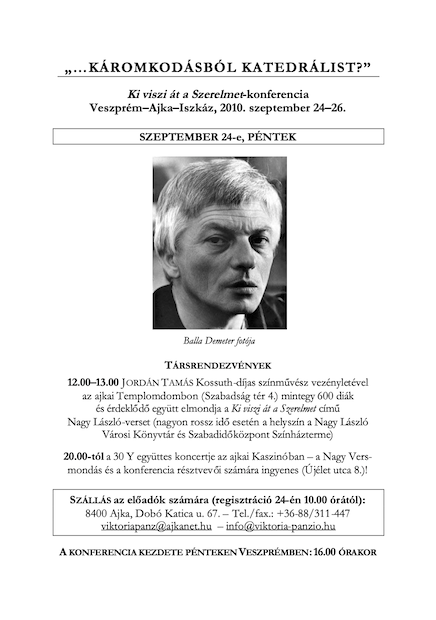 „…KÁROMKODÁSBÓL KATEDRÁLIST?”
Ki viszi át a Szerelmet-konferencia
Veszprém–Ajka–Iszkáz, 2010. szeptember 24–26.
SZEPTEMBER 24-e, PÉNTEK
Balla Demeter fotója
TÁRSRENDEZVÉNYEK
12.00–13.00 JORDÁN TAMÁS Kossuth-díjas színművész vezényletével
az ajkai Templomdombon (Szabadság tér 4.) mintegy 600 diák
és érdeklődő együtt elmondja a Ki viszi át a Szerelmet című
Nagy László-verset (nagyon rossz idő esetén a helyszín a Nagy László
Városi Könyvtár és Szabadidőközpont Színházterme)
20.00-tól a 30 Y együttes koncertje az ajkai Kaszinóban – a Nagy Vers-
mondás és a konferencia résztvevői számára ingyenes (Újélet utca 8.)!
SZÁLLÁS az előadók számára (regisztráció 24-én 10.00 órától):
8400 Ajka, Dobó Katica u. 67. – Tel./fax.: +36-88/311-447
viktoriapanz@ajkanet.hu – info@viktoria-panzio.hu
A KONFERENCIA KEZDETE PÉNTEKEN VESZPRÉMBEN: 16.00 ÓRAKOR